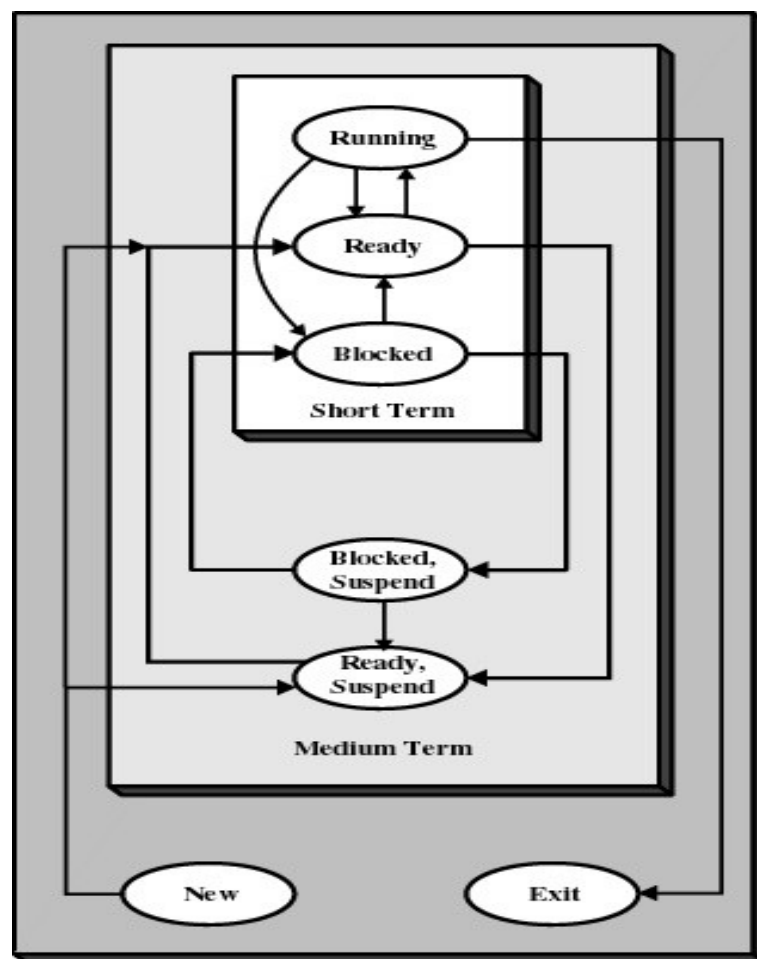 Running
Ready
Blocked
Short Term
Blocked,
Suspend
Ready,
Suspend
Medium Term
New
Exit